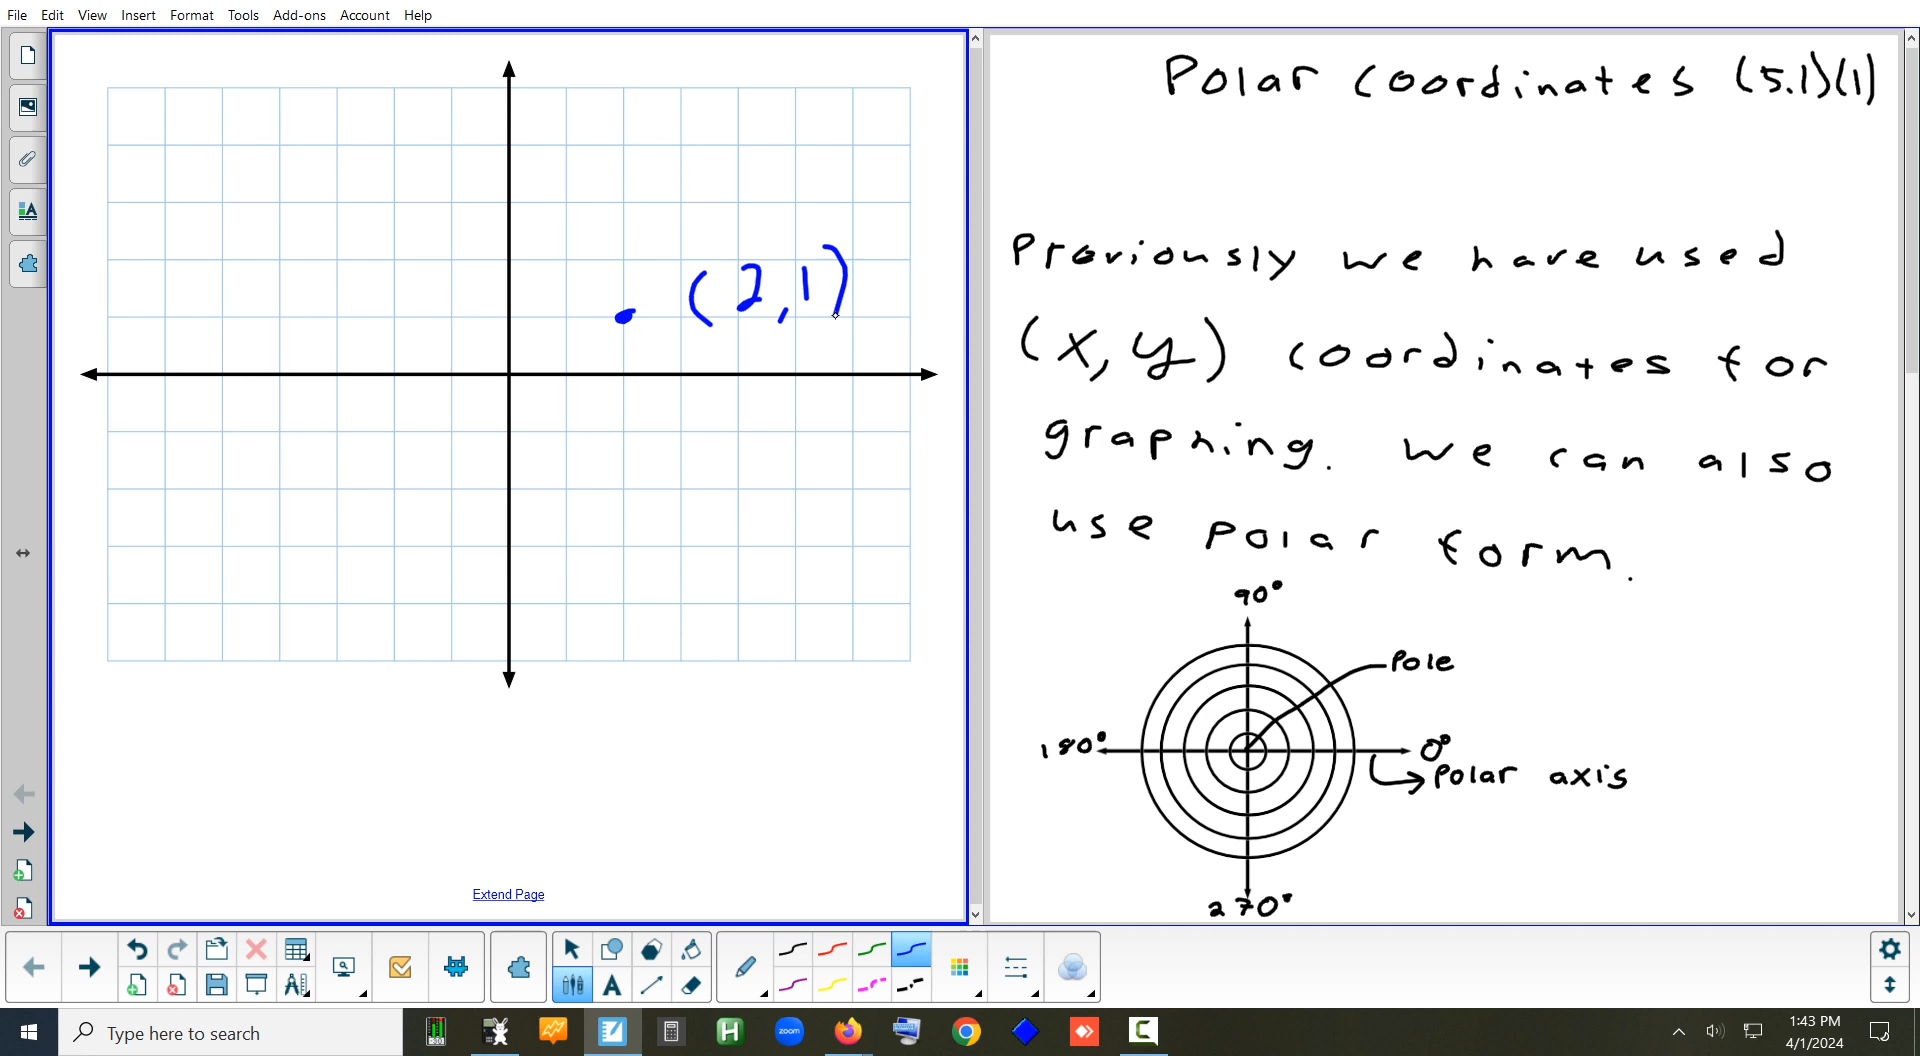 File Edit View Insert Format Tools Add-ons Account Help
(2,1)
Extend Page
Polar coordinates (5.1)(1)
Previously we have used
(x,y) coordinates for
graphing. We can also
use polar form.
90°
Pole
180°
0°
Polar axis
270°
Type here to search
zoom
1:43 PM
4/1/2024